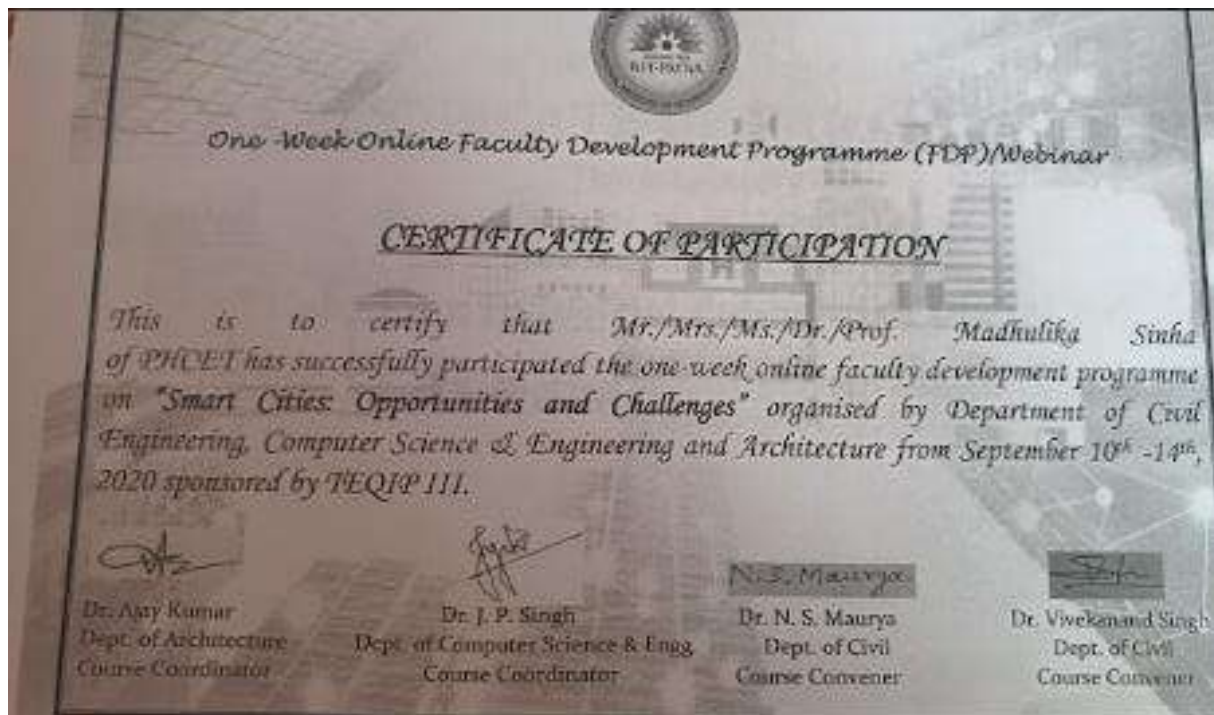 NIT-PATNA
One-Week Online Faculty Development Programme (FDP)/Webinar
CERTIFICATE OF PARTICIPATION
This is to certify that Mr./Mrs./Ms./Dr./Prof. Madhulika Sinha
of PHCET has successfully participated the one-week online faculty development programme
on "Smart Cities: Opportunities and Challenges" organised by Department of Civil
Engineering, Computer Science & Engineering and Architecture from September 10th -14th,
2020 sponsored by TEQIP III.
N.S. Maurya
Dr. Ajay Kumar Dr. J. P. Singh Dr. N. S. Maurya Dr. Vivekanand Singh
Dept. of Architecture Dept. of Computer Science & Engg. Dept. of Civil Dept. of Civil
Course Coordinator Course Coordinator Course Convener Course Convener